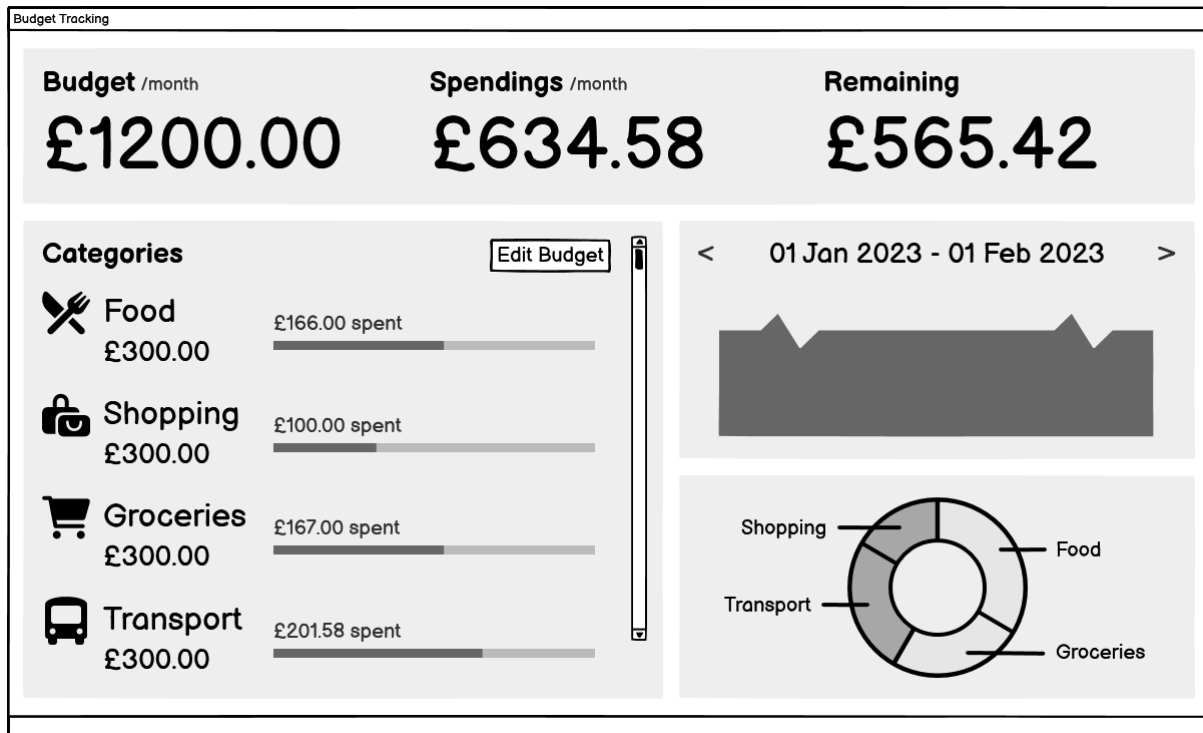 Budget Tracking
Budget /month
£1200.00
Spendings /month
£634.58
Remaining
£565.42
Categories
Edit Budget
Food
£300.00
£166.00 spent
Shopping
£300.00
£100.00 spent
Groceries
£300.00
£167.00 spent
Transport
£300.00
£201.58 spent
< 01 Jan 2023 - 01 Feb 2023 >
Shopping
Food
Transport
Groceries